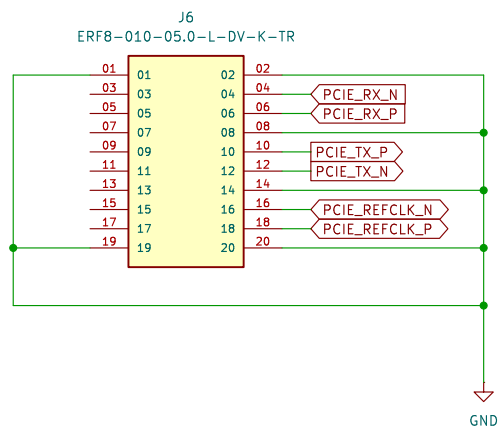 J6
ERF8-010-05.0-L-DV-K-TR
01 01 02 02
03 03 04 04 PCIE_RX_N
05 05 06 06 PCIE_RX_P
07 07 08 08
09 09 10 10 PCIE_TX_P
11 11 12 12 PCIE_TX_N
13 13 14 14
15 15 16 16 PCIE_REFCLK_N
17 17 18 18 PCIE_REFCLK_P
19 19 20 20
GND